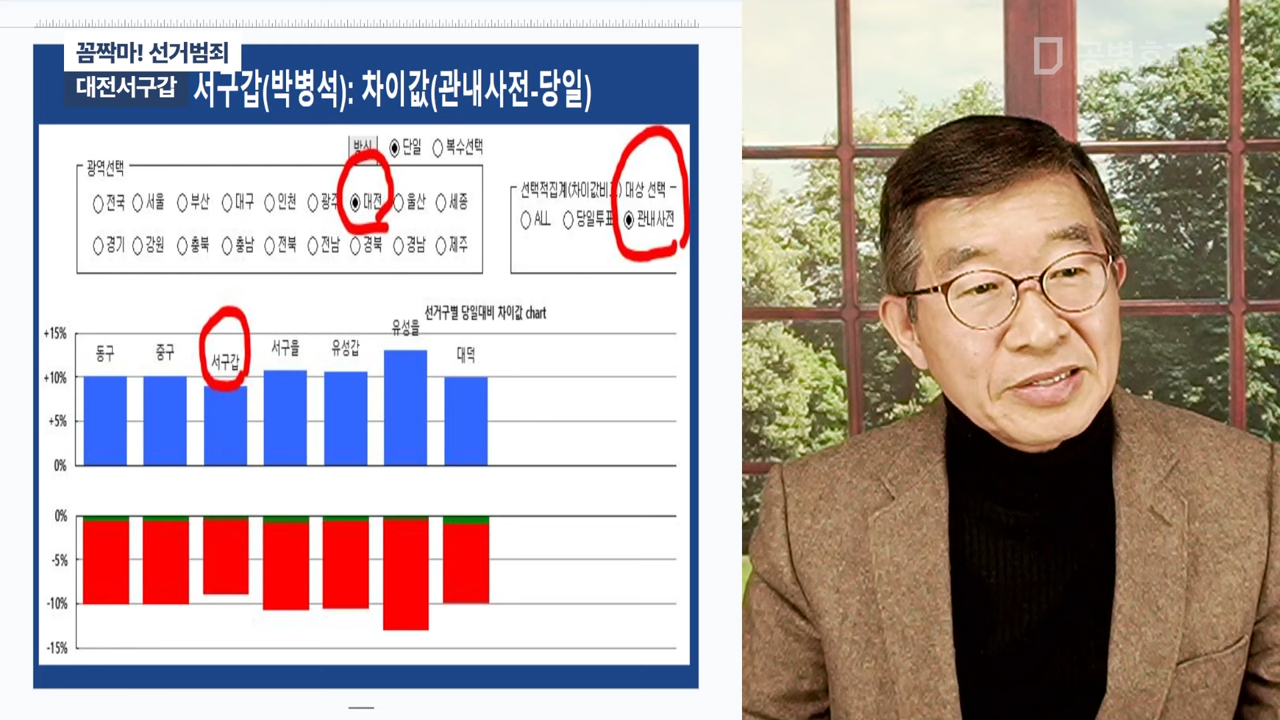 꼼짝마! 선거범죄
대전서구갑
서구갑(박병석): 차이값(관내사전-당일)
단일 복수선택
광역선택
전국 서울 부산 대구 인천 광주 대전 울산 세종
경기 강원 충북 충남 전북 전남 경북 경남 제주
선택적집계(차이값비교) 대상 선택
ALL 당일투표 관내사전
선거구별 당일대비 차이값 chart
+15%
+10%
+5%
0%
동구 중구 서구갑 서구을 유성갑 유성을 대덕
0%
-5%
-10%
-15%